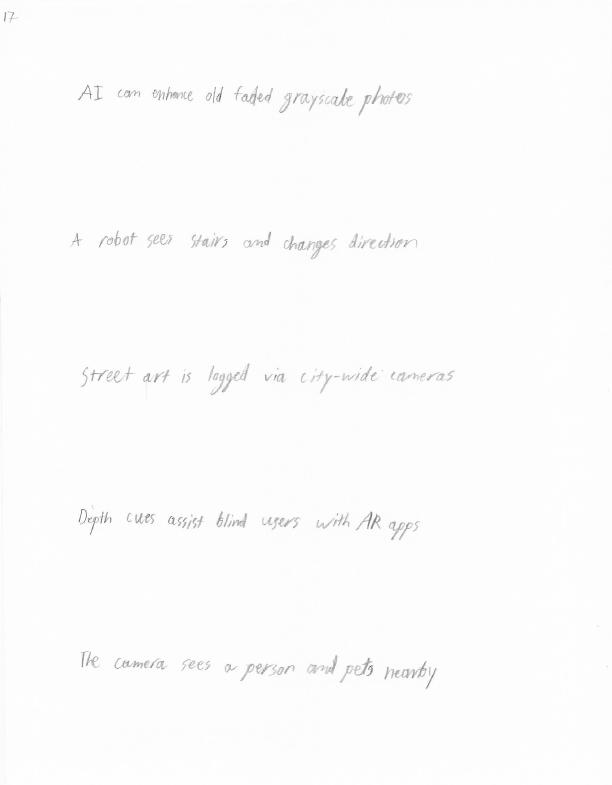 17
AI can enhance old faded grayscale photos
A robot sees stairs and changes direction
Street art is logged via city-wide cameras
Depth cues assist blind users with AR apps
The camera sees a person and pets nearby